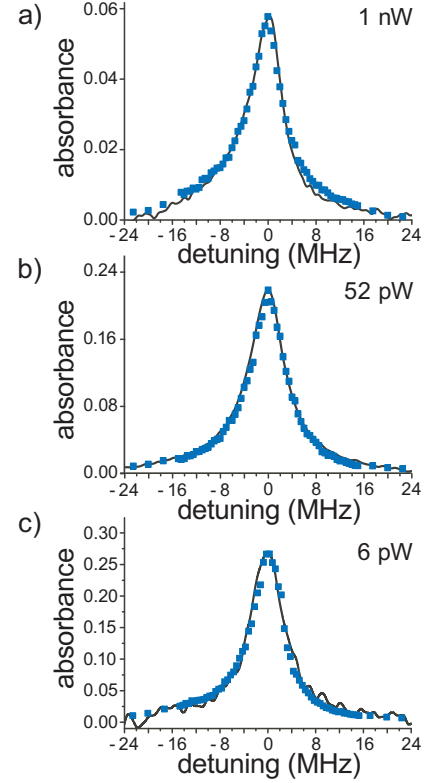 a)
1 nW
absorbance
0.06
0.04
0.02
0.00
-24 -16 -8 0 8 16 24
detuning (MHz)
b)
52 pW
absorbance
0.24
0.16
0.08
0.00
-24 -16 -8 0 8 16 24
detuning (MHz)
c)
6 pW
absorbance
0.30
0.25
0.20
0.15
0.10
0.05
0.00
-24 -16 -8 0 8 16 24
detuning (MHz)